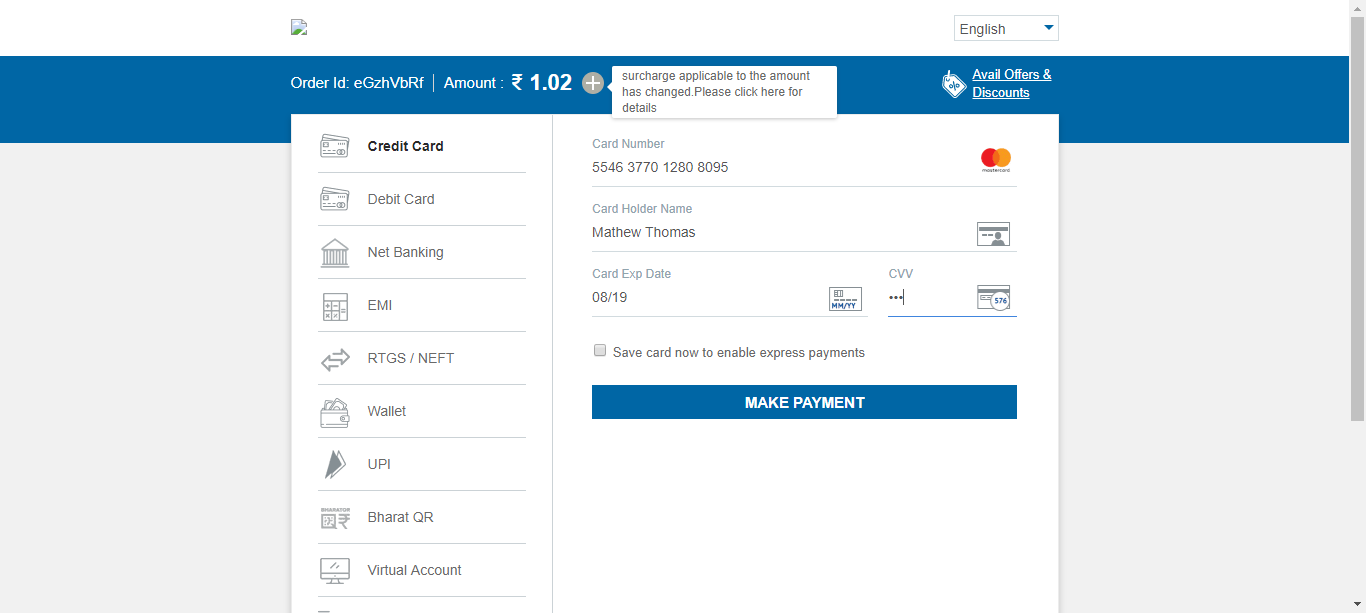 English
Order Id: eGzhVbRf | Amount : ₹ 1.02
surcharge applicable to the amount
has changed.Please click here for
details
Avail Offers &
Discounts
Credit Card
Debit Card
Net Banking
EMI
RTGS / NEFT
Wallet
UPI
BHARATQR
Bharat QR
Virtual Account
Card Number
5546 3770 1280 8095
mastercard
Card Holder Name
Mathew Thomas
Card Exp Date
08/19
MM/YY
CVV
•••
576
Save card now to enable express payments
MAKE PAYMENT